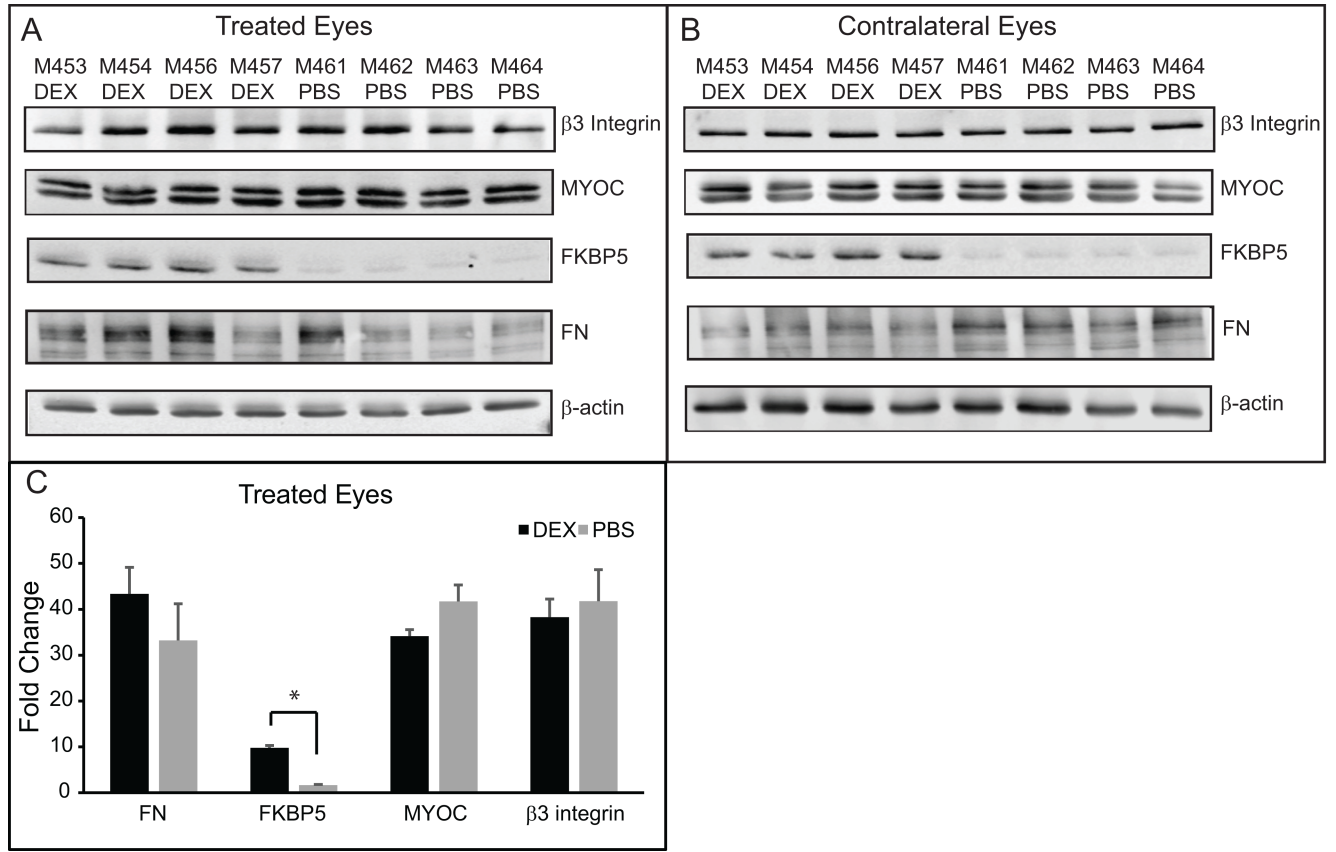 A
Treated Eyes
M453 M454 M456 M457 M461 M462 M463 M464
DEX DEX DEX DEX PBS PBS PBS PBS
β3 Integrin
MYOC
FKBP5
FN
β-actin
B
Contralateral Eyes
M453 M454 M456 M457 M461 M462 M463 M464
DEX DEX DEX DEX PBS PBS PBS PBS
β3 Integrin
MYOC
FKBP5
FN
β-actin
C
Treated Eyes
DEX PBS
Fold Change
60
50
40
30
20
10
0
*
FN FKBP5 MYOC β3 integrin